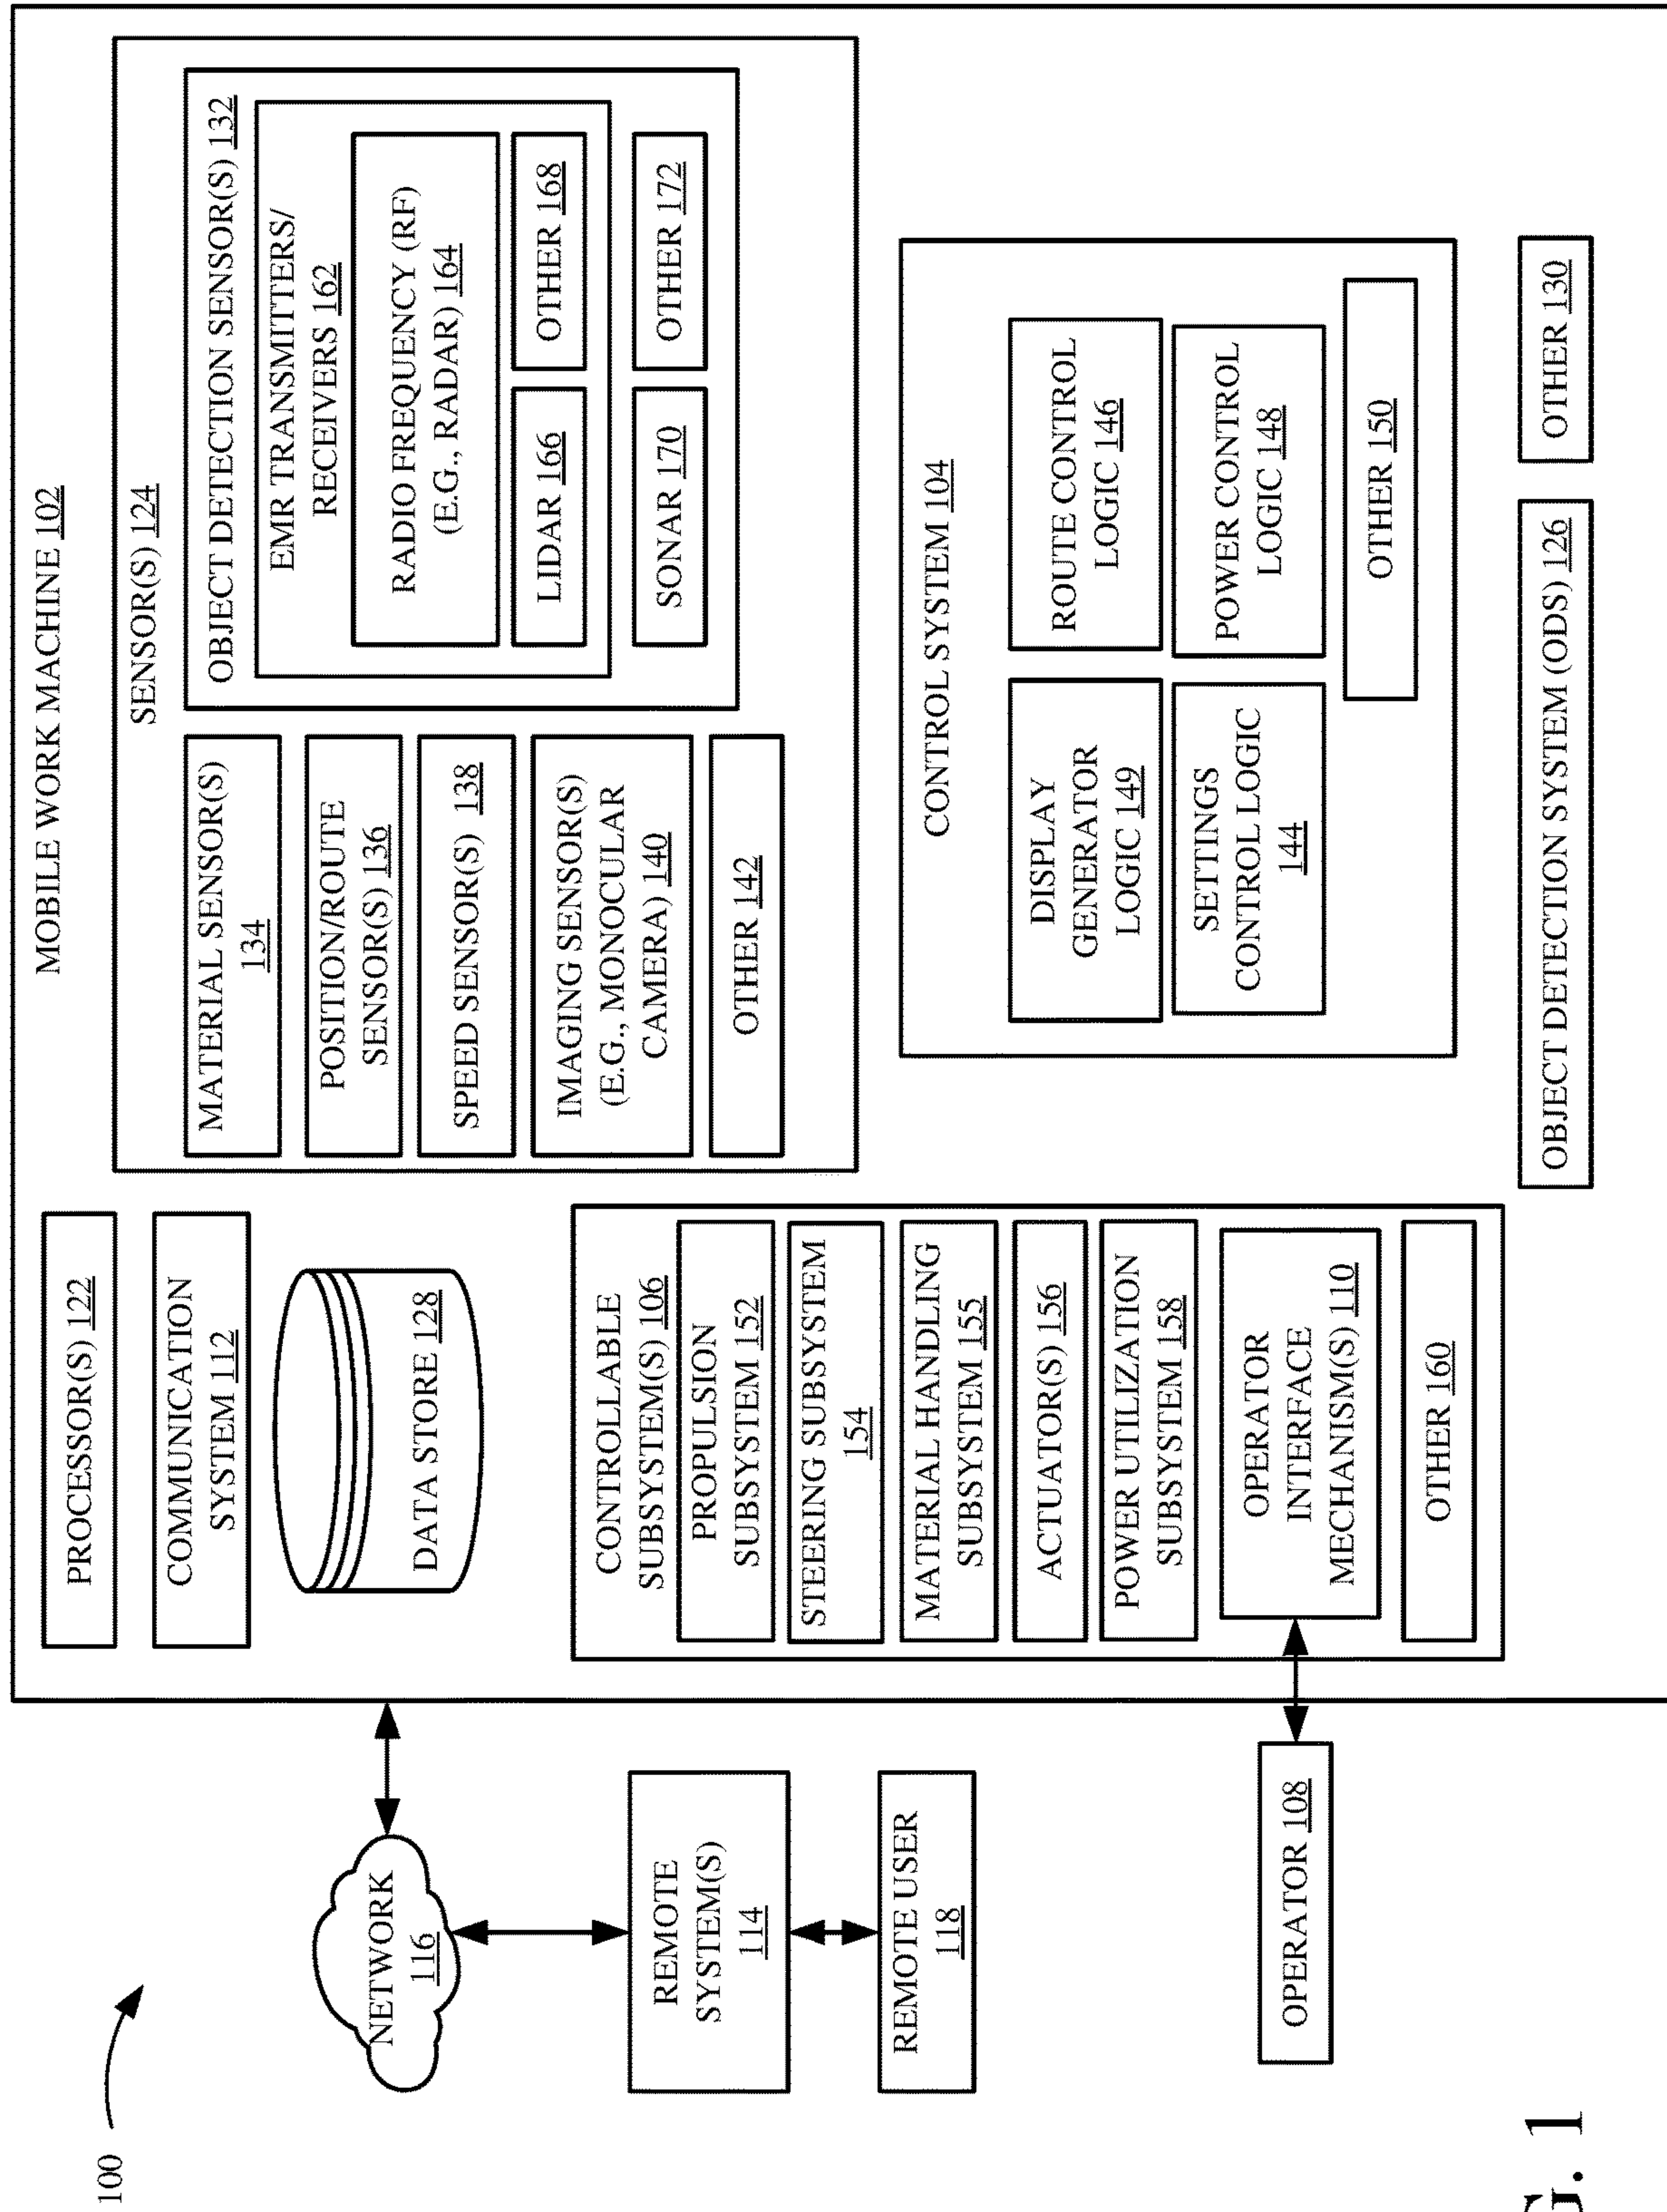 100
MOBILE WORK MACHINE 102
PROCESSOR(S) 122
COMMUNICATION
SYSTEM 112
DATA STORE 128
SENSOR(S) 124
MATERIAL SENSOR(S)
134
POSITION/ROUTE
SENSOR(S) 136
SPEED SENSOR(S) 138
IMAGING SENSOR(S)
(E.G., MONOCULAR
CAMERA) 140
OTHER 142
OBJECT DETECTION SENSOR(S) 132
EMR TRANSMITTERS/
RECEIVERS 162
RADIO FREQUENCY (RF)
(E.G., RADAR) 164
LIDAR 166
OTHER 168
SONAR 170
OTHER 172
NETWORK
116
REMOTE
SYSTEM(S)
114
REMOTE USER
118
OPERATOR 108
CONTROLLABLE
SUBSYSTEM(S) 106
PROPULSION
SUBSYSTEM 152
STEERING SUBSYSTEM
154
MATERIAL HANDLING
SUBSYSTEM 155
ACTUATOR(S) 156
POWER UTILIZATION
SUBSYSTEM 158
OPERATOR
INTERFACE
MECHANISM(S) 110
OTHER 160
CONTROL SYSTEM 104
DISPLAY
GENERATOR
LOGIC 149
ROUTE CONTROL
LOGIC 146
SETTINGS
CONTROL LOGIC
144
POWER CONTROL
LOGIC 148
OTHER 150
OBJECT DETECTION SYSTEM (ODS) 126
OTHER 130
G. 1